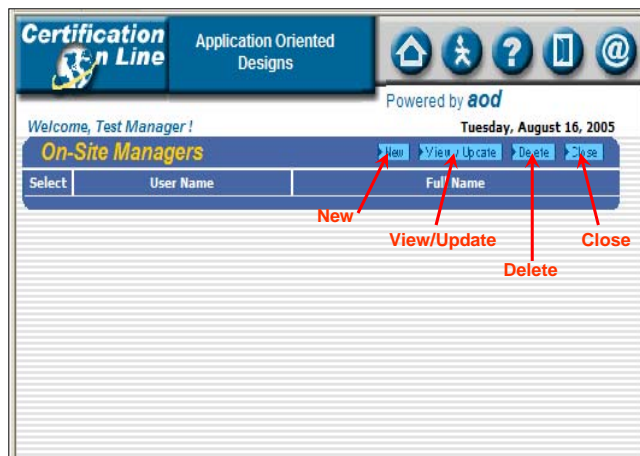 Certification
On Line
Application Oriented
Designs
?
@
Powered by aod
Welcome, Test Manager!
Tuesday, August 16, 2005
On-Site Managers
New View / Update Delete Close
Select User Name Full Name
New
View/Update
Close
Delete